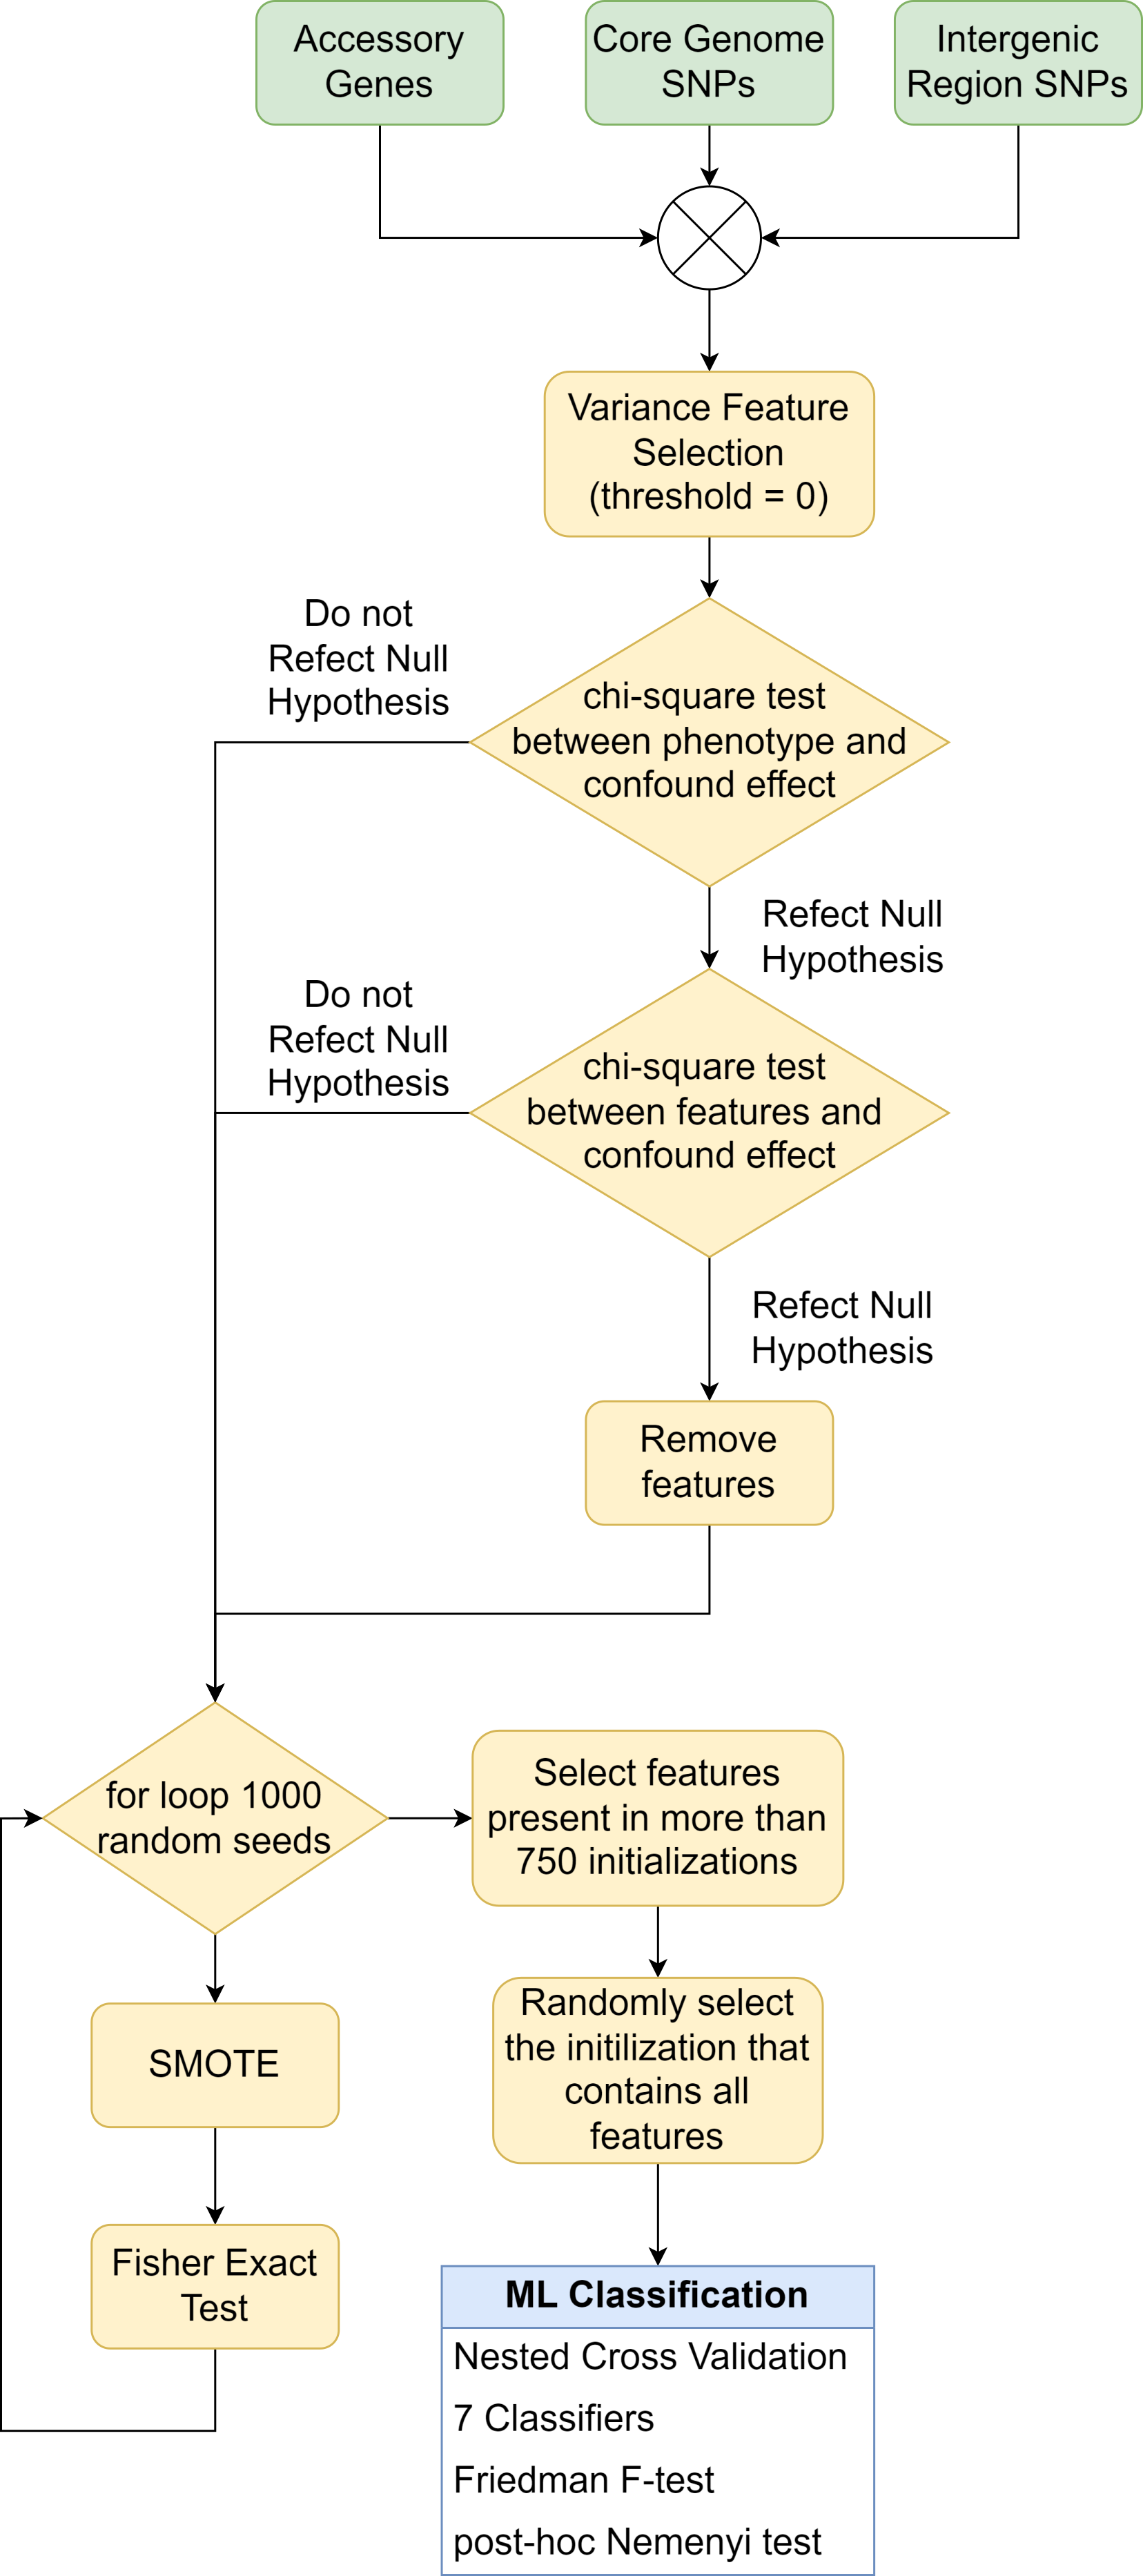 Accessory
Genes
Core Genome
SNPs
Intergenic
Region SNPs
Variance Feature
Selection
(threshold = 0)
Do not
Refect Null
Hypothesis
chi-square test
between phenotype and
confound effect
Refect Null
Hypothesis
Do not
Refect Null
Hypothesis
chi-square test
between features and
confound effect
Refect Null
Hypothesis
Remove
features
for loop 1000
random seeds
Select features
present in more than
750 initializations
SMOTE
Randomly select
the initilization that
contains all
features
Fisher Exact
Test
ML Classification
Nested Cross Validation
7 Classifiers
Friedman F-test
post-hoc Nemenyi test